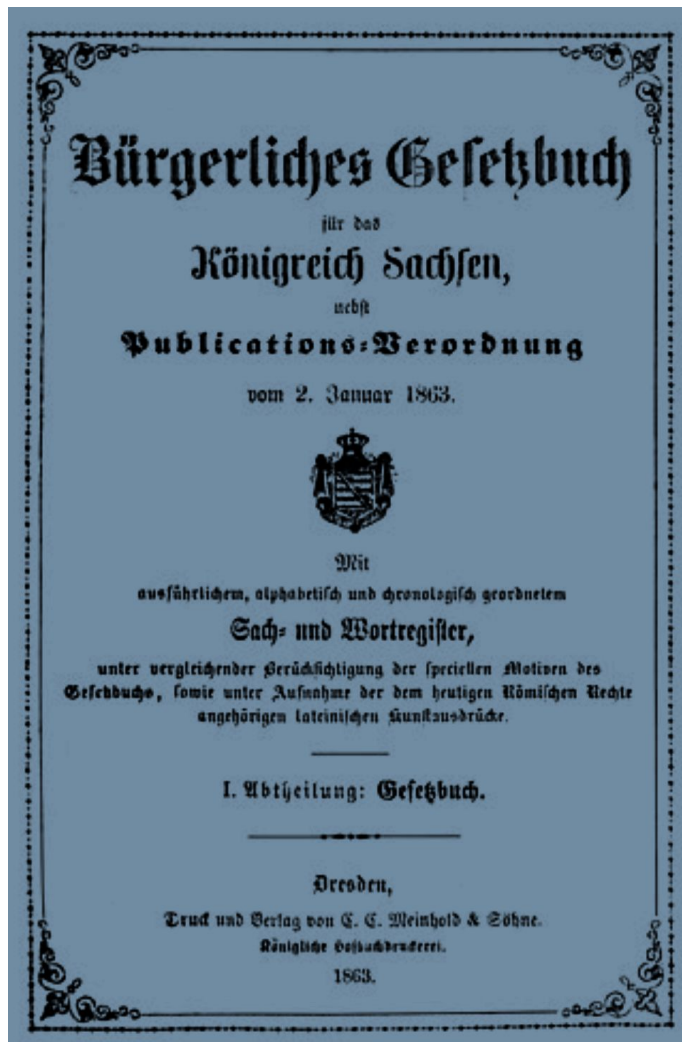 Bürgerliches Gesetzbuch
für das
Königreich Sachsen,
nebst
Publications-Verordnung
vom 2. Januar 1863.
Mit
ausführlichem, alphabetisch und chronologisch geordnetem
Sach- und Wortregister,
unter vergleichender Berücksichtigung der speciellen Motiven des
Gesetzbuchs, sowie unter Aufnahme der dem heutigen Römischen Rechte
angehörigen lateinischen Kunstausdrücke.
I. Abtheilung: Gesetzbuch.
Dresden,
Druck und Verlag von C. C. Meinhold & Söhne.
Königliche Hofbuchdruckerei.
1863.